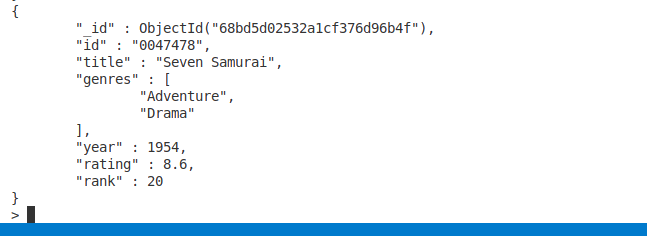 {
"_id" : ObjectId("68bd5d02532a1cf376d96b4f"),
"id" : "0047478",
"title" : "Seven Samurai",
"genres" : [
"Adventure",
"Drama"
],
"year" : 1954,
"rating" : 8.6,
"rank" : 20
}
>